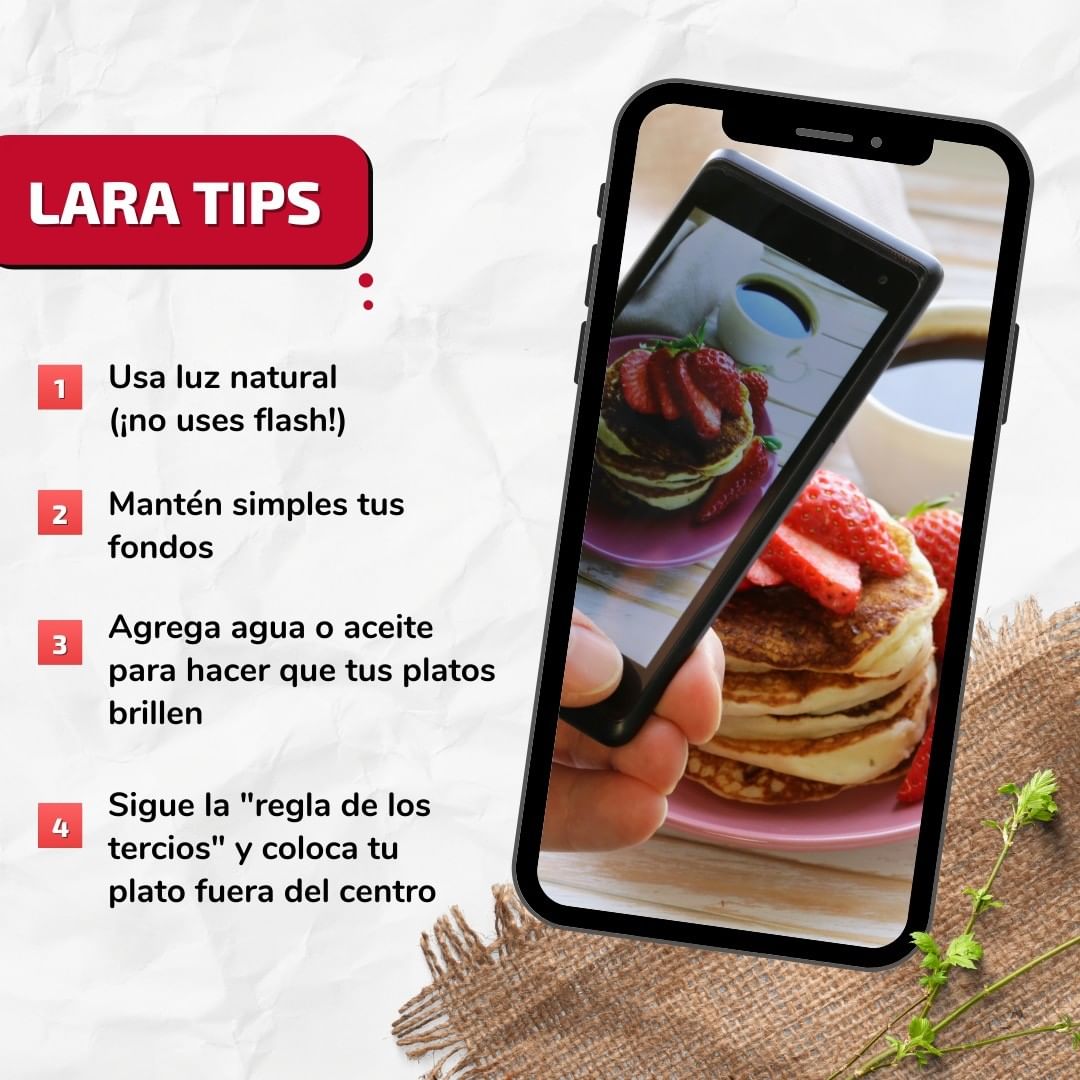 LARA TIPS
1
Usa luz natural
(¡no uses flash!)
2
Mantén simples tus
fondos
3
Agrega agua o aceite
para hacer que tus platos
brillen
4
Sigue la "regla de los
tercios" y coloca tu
plato fuera del centro